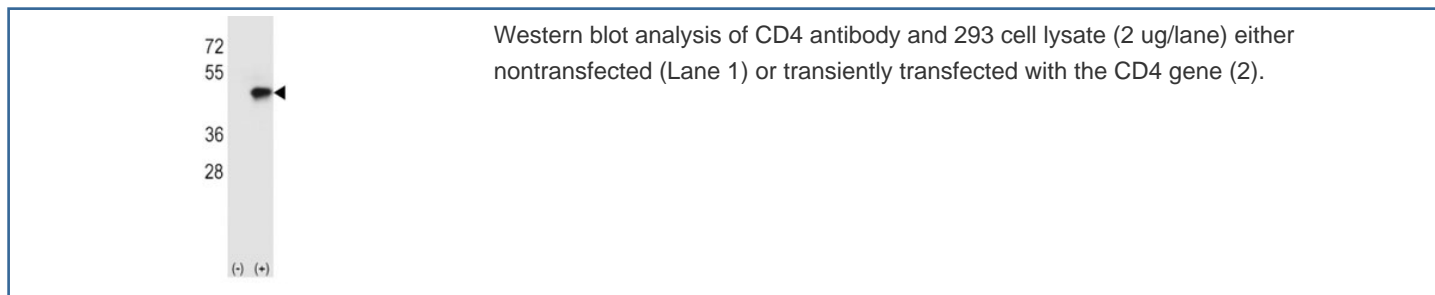 72
55
36
28
(-) (+)
Western blot analysis of CD4 antibody and 293 cell lysate (2 ug/lane) either
nontransfected (Lane 1) or transiently transfected with the CD4 gene (2).